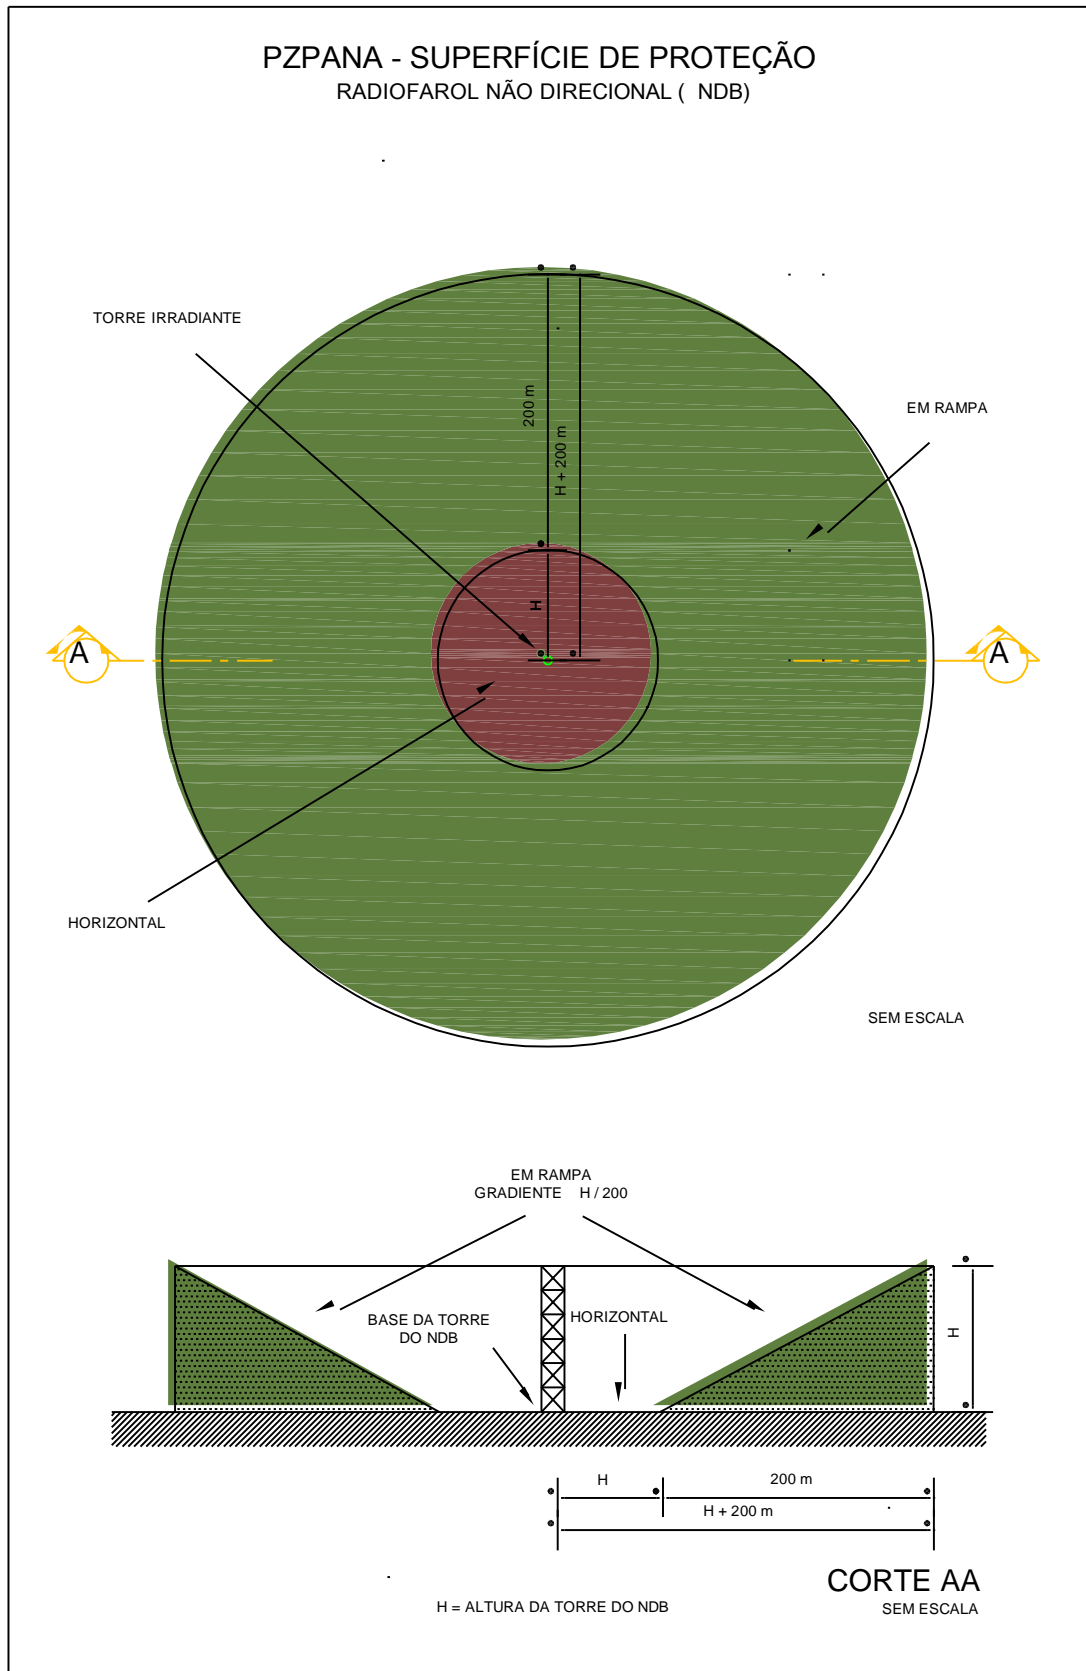 PZPANA - SUPERFÍCIE DE PROTEÇÃO
RADIOFAROL NÃO DIRECIONAL ( NDB)
TORRE IRRADIANTE
EM RAMPA
200 m
H + 200 m
H
A
A
HORIZONTAL
SEM ESCALA
EM RAMPA
GRADIENTE H / 200
BASE DA TORRE
DO NDB
HORIZONTAL
H
H
200 m
H + 200 m
CORTE AA
SEM ESCALA
H = ALTURA DA TORRE DO NDB